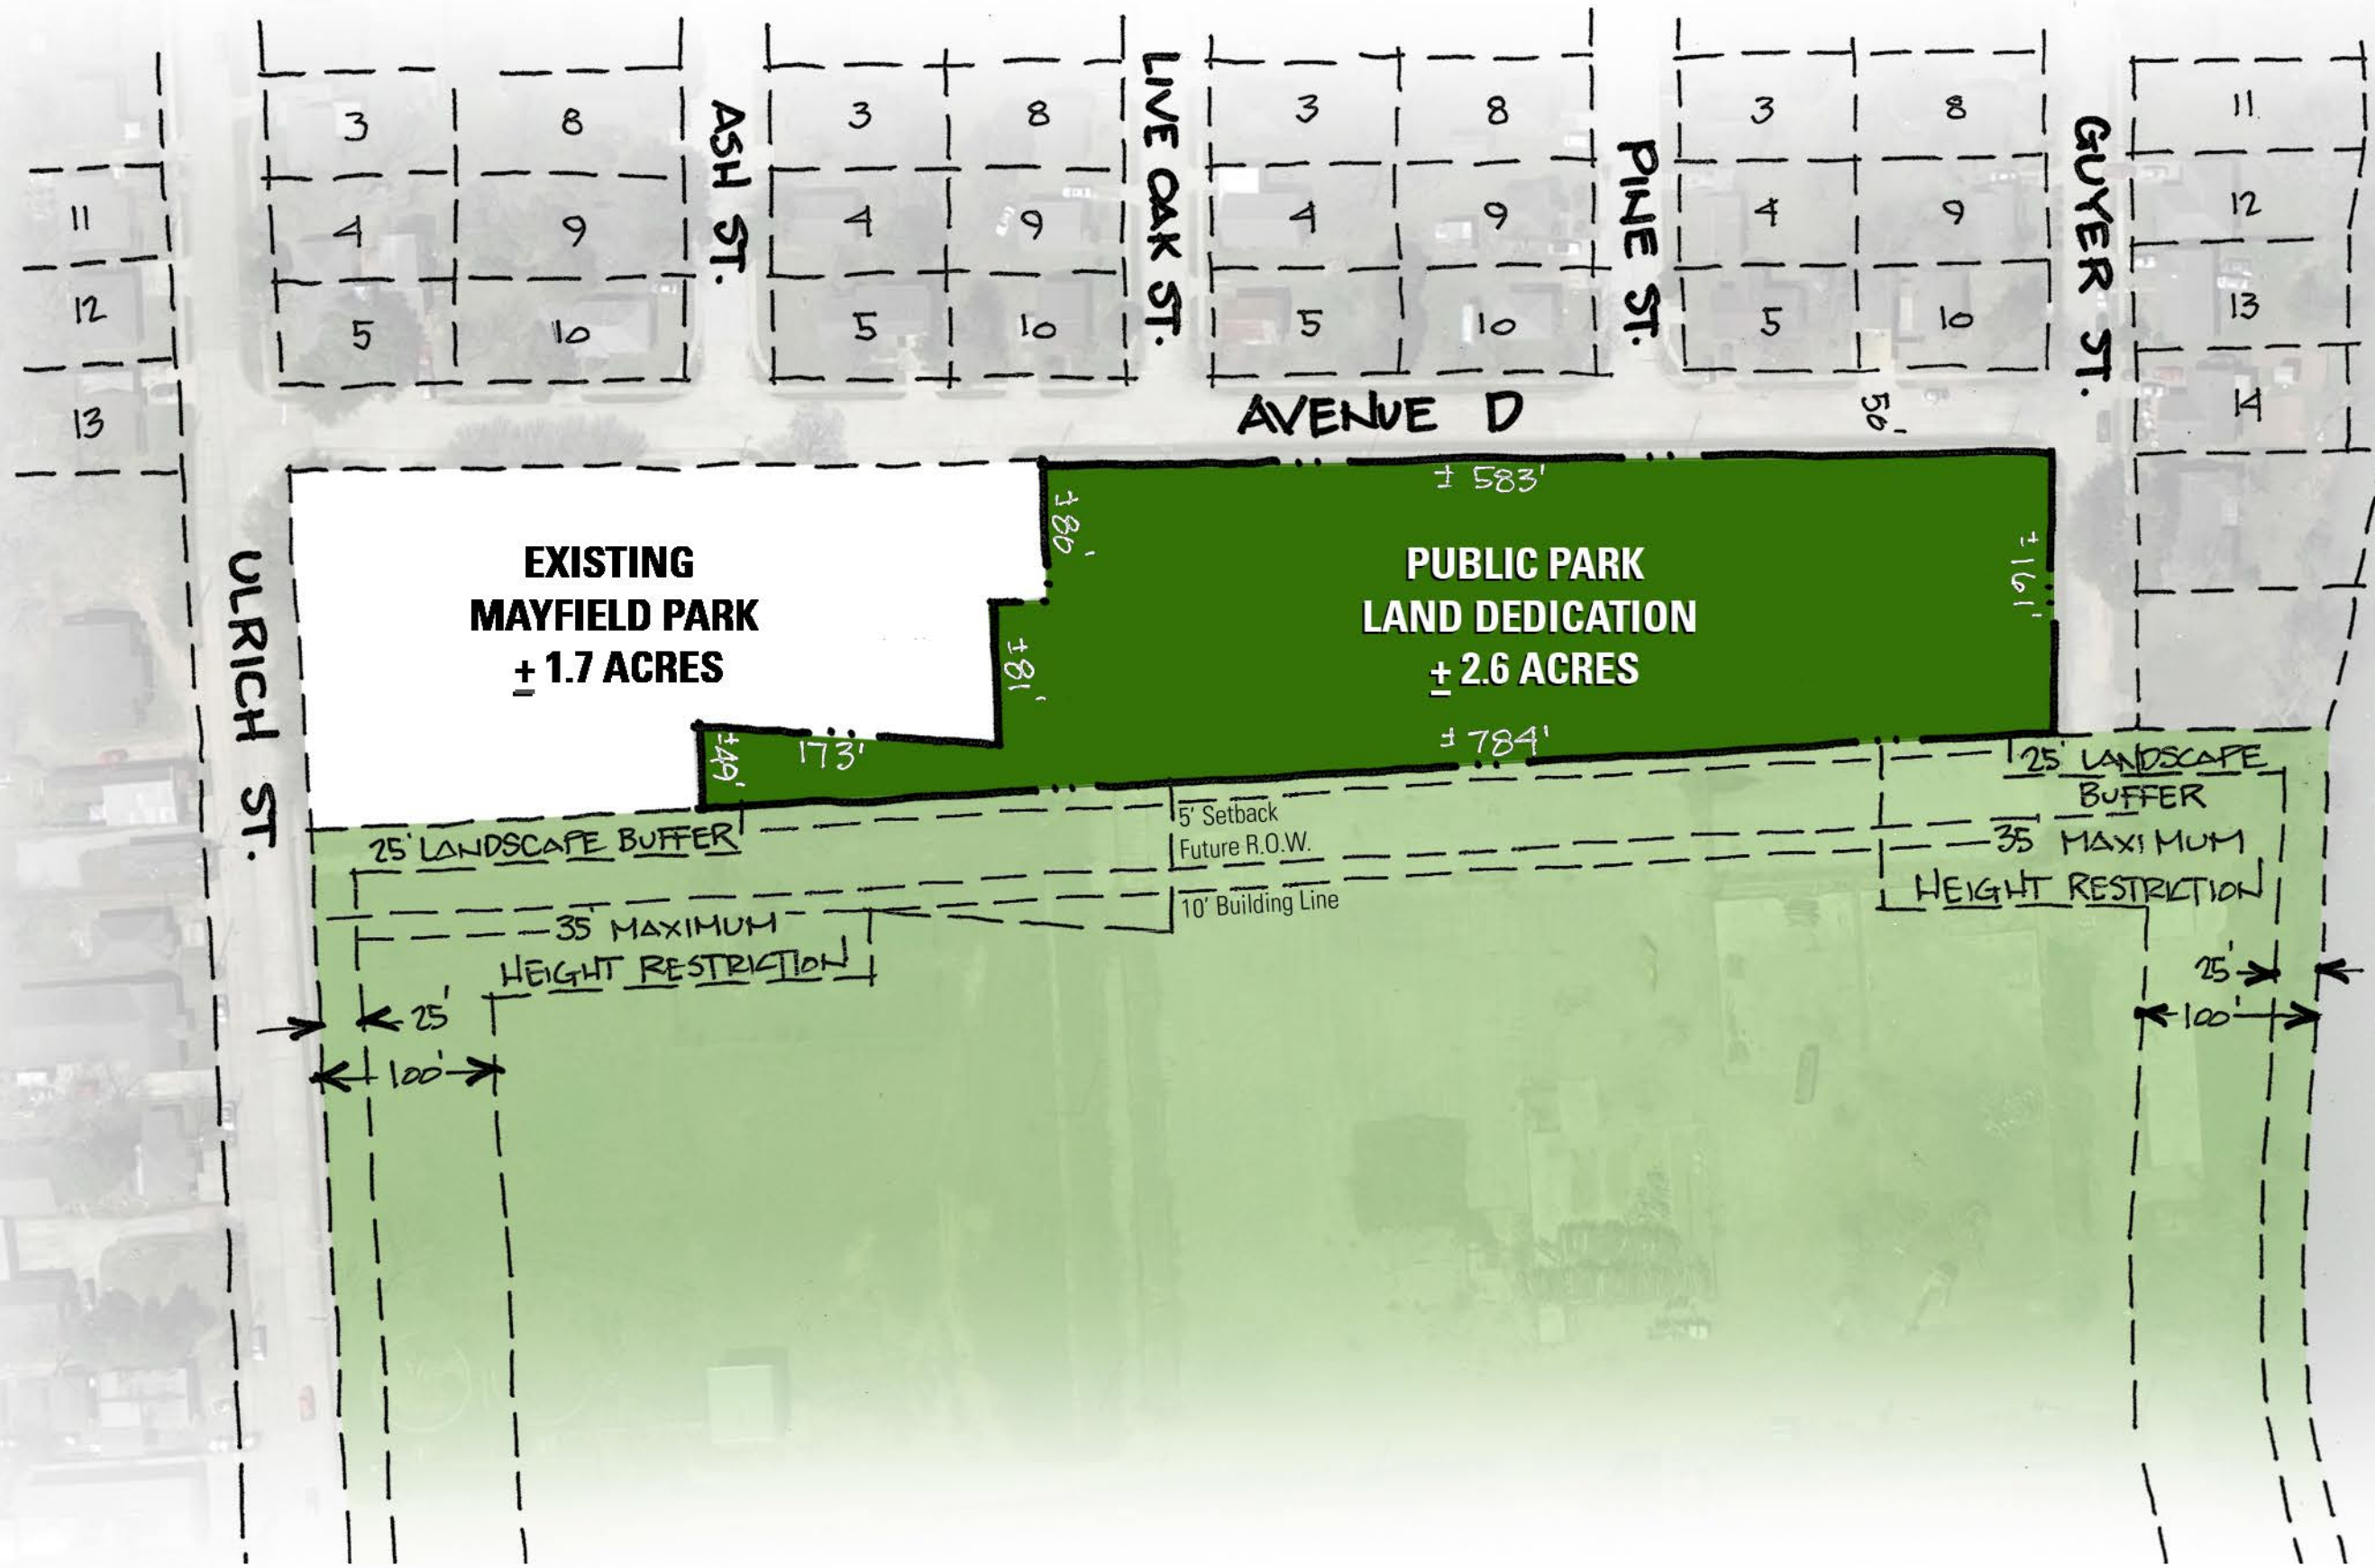 3
8
3
8
3
8
3
8
11
11
4
9
4
9
4
9
4
9
12
12
5
10
5
10
5
10
5
10
13
13
14
ASH ST.
LIVE OAK ST.
PINE ST.
GUYER ST.
AVENUE D
50'
ULRICH ST.
EXISTING
MAYFIELD PARK
± 1.7 ACRES
± 583'
±80'
±81'
±161'
PUBLIC PARK
LAND DEDICATION
± 2.6 ACRES
±49'
173'
± 784'
25' LANDSCAPE BUFFER
5' Setback
Future R.O.W.
10' Building Line
25' LANDSCAPE
BUFFER
35' MAXIMUM
HEIGHT RESTRICTION
35' MAXIMUM
HEIGHT RESTRICTION
25'
100'
25'
100'